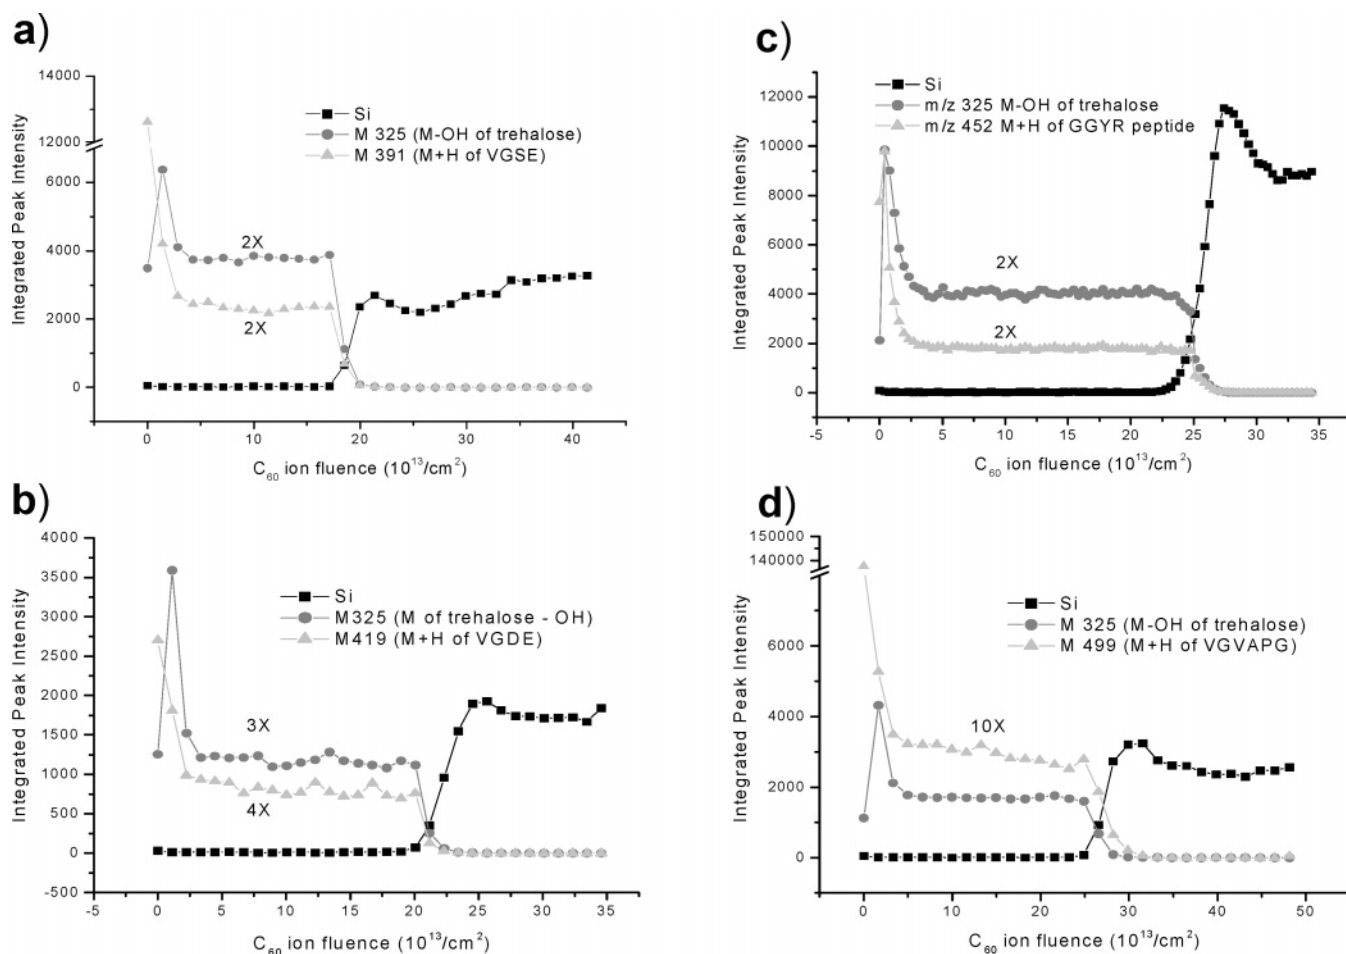 a)
14000
12000
6000
4000
2000
0
Integrated Peak Intensity
Si
M 325 (M-OH of trehalose)
M 391 (M+H of VGSE)
2X
2X
0 10 20 30 40
C60 ion fluence (10^13/cm^2)
b)
4000
3500
3000
2500
2000
1500
1000
500
0
-500
Integrated Peak Intensity
Si
M325 (M of trehalose - OH)
M419 (M+H of VGDE)
3X
4X
-5 0 5 10 15 20 25 30 35
C60 ion fluence (10^13/cm^2)
c)
12000
10000
8000
6000
4000
2000
0
Integrated Peak Intensity
Si
m/z 325 M-OH of trehalose
m/z 452 M+H of GGYR peptide
2X
2X
-5 0 5 10 15 20 25 30 35
C60 ion fluence (10^13/cm^2)
d)
150000
140000
6000
4000
2000
0
Integrated Peak Intensity
Si
M 325 (M-OH of trehalose)
M 499 (M+H of VGVAPG)
10X
0 10 20 30 40 50
C60 ion fluence (10^13/cm^2)